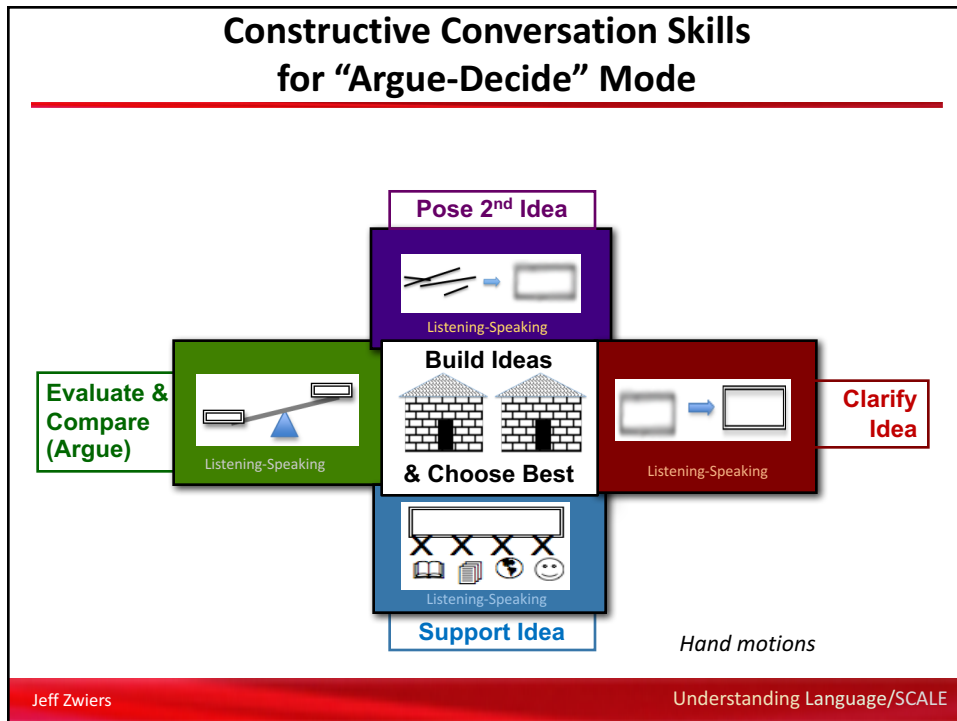 Constructive Conversation Skills
for “Argue-Decide” Mode
Pose 2nd Idea
Listening-Speaking
Evaluate &
Compare
(Argue)
Listening-Speaking
Build Ideas
& Choose Best
Clarify
Idea
Listening-Speaking
X X X X
Listening-Speaking
Support Idea
Hand motions
Jeff Zwiers
Understanding Language/SCALE